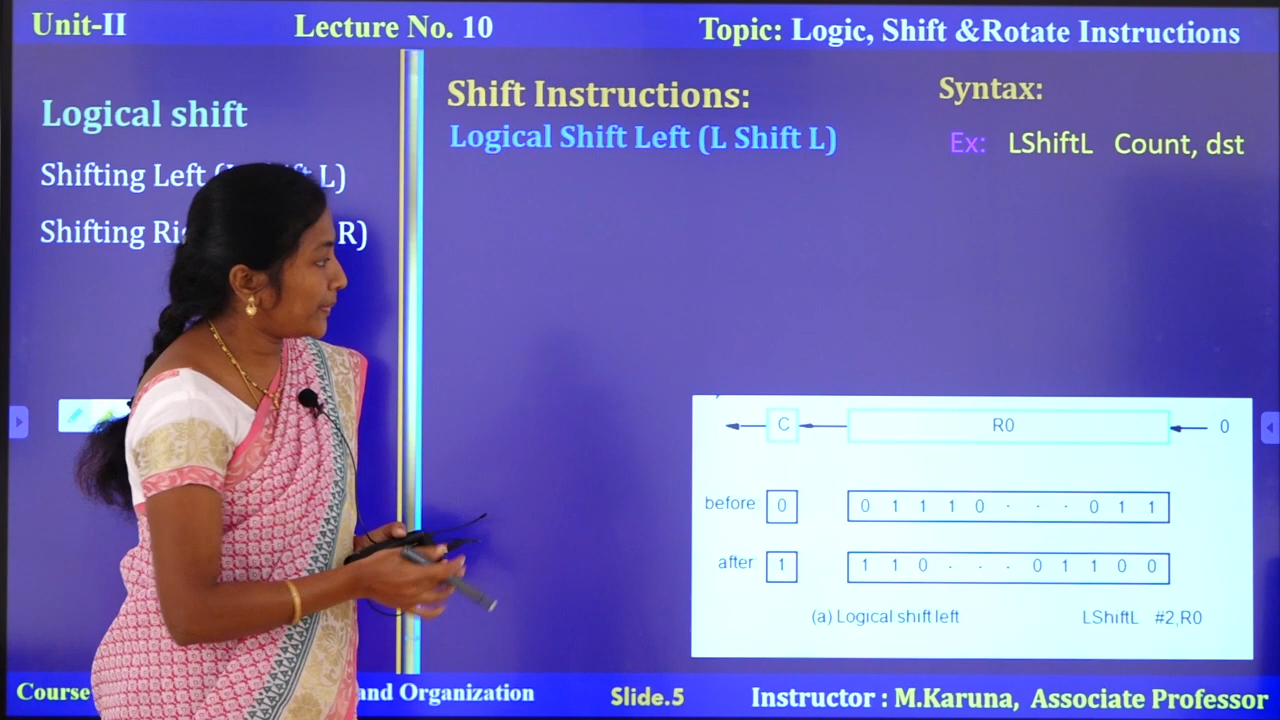 Unit-II Lecture No. 10 Topic: Logic, Shift &Rotate Instructions
Logical shift
Shifting Left ( L)
Shifting R)
Shift Instructions:
Logical Shift Left (L Shift L)
Syntax:
Ex: LShiftL Count, dst
C R0 0
before 0 0 1 1 1 0 · · · 0 1 1
after 1 1 1 0 · · · 0 1 1 0 0
(a) Logical shift left LShiftL #2,R0
Course and Organization Slide.5 Instructor : M.Karuna, Associate Professor